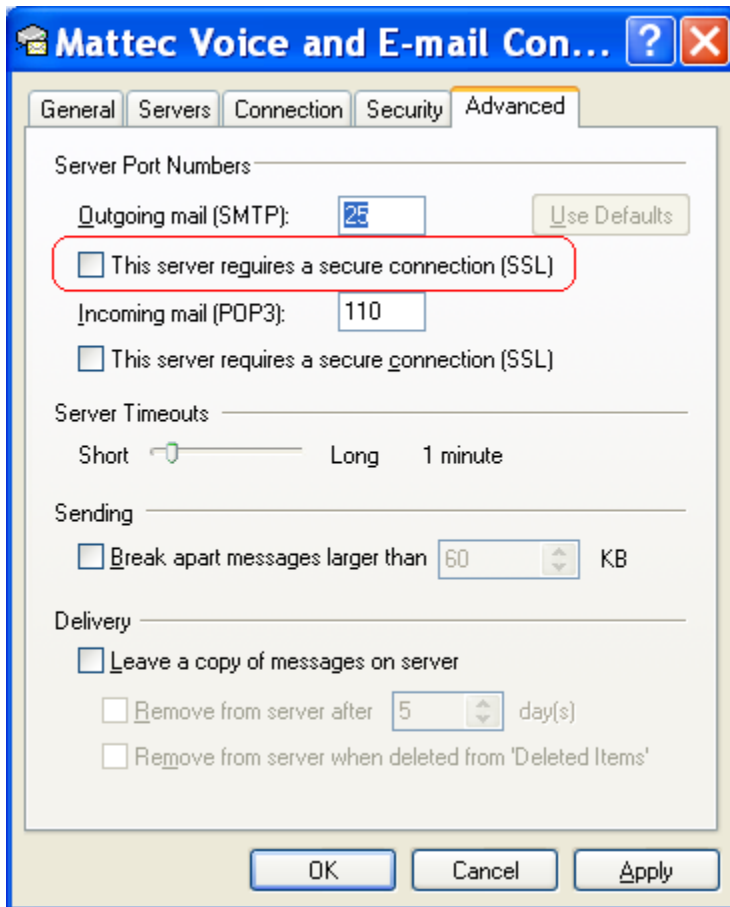 Mattec Voice and E-mail Con... ? X
General Servers Connection Security Advanced
Server Port Numbers
Outgoing mail (SMTP): 25 Use Defaults
This server requires a secure connection (SSL)
Incoming mail (POP3): 110
This server requires a secure connection (SSL)
Server Timeouts
Short Long 1 minute
Sending
Break apart messages larger than 60 KB
Delivery
Leave a copy of messages on server
Remove from server after 5 day(s)
Remove from server when deleted from 'Deleted Items'
OK Cancel Apply